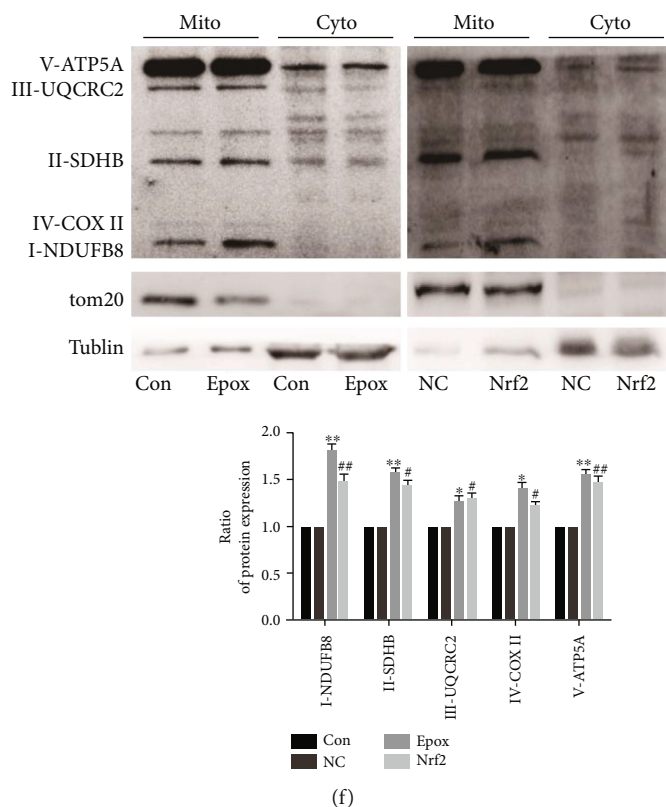 Mito Cyto Mito Cyto
V-ATP5A
III-UQCRC2
II-SDHB
IV-COX II
I-NDUFB8
tom20
Tublin
Con Epox Con Epox NC Nrf2 NC Nrf2
2.0
1.5
1.0
0.5
0.0
Ratio
of protein expression
** ## ** # * # * # ** ##
I-NDUFB8
II-SDHB
III-UQCRC2
IV-COX II
V-ATP5A
Con Epox
NC Nrf2
(f)